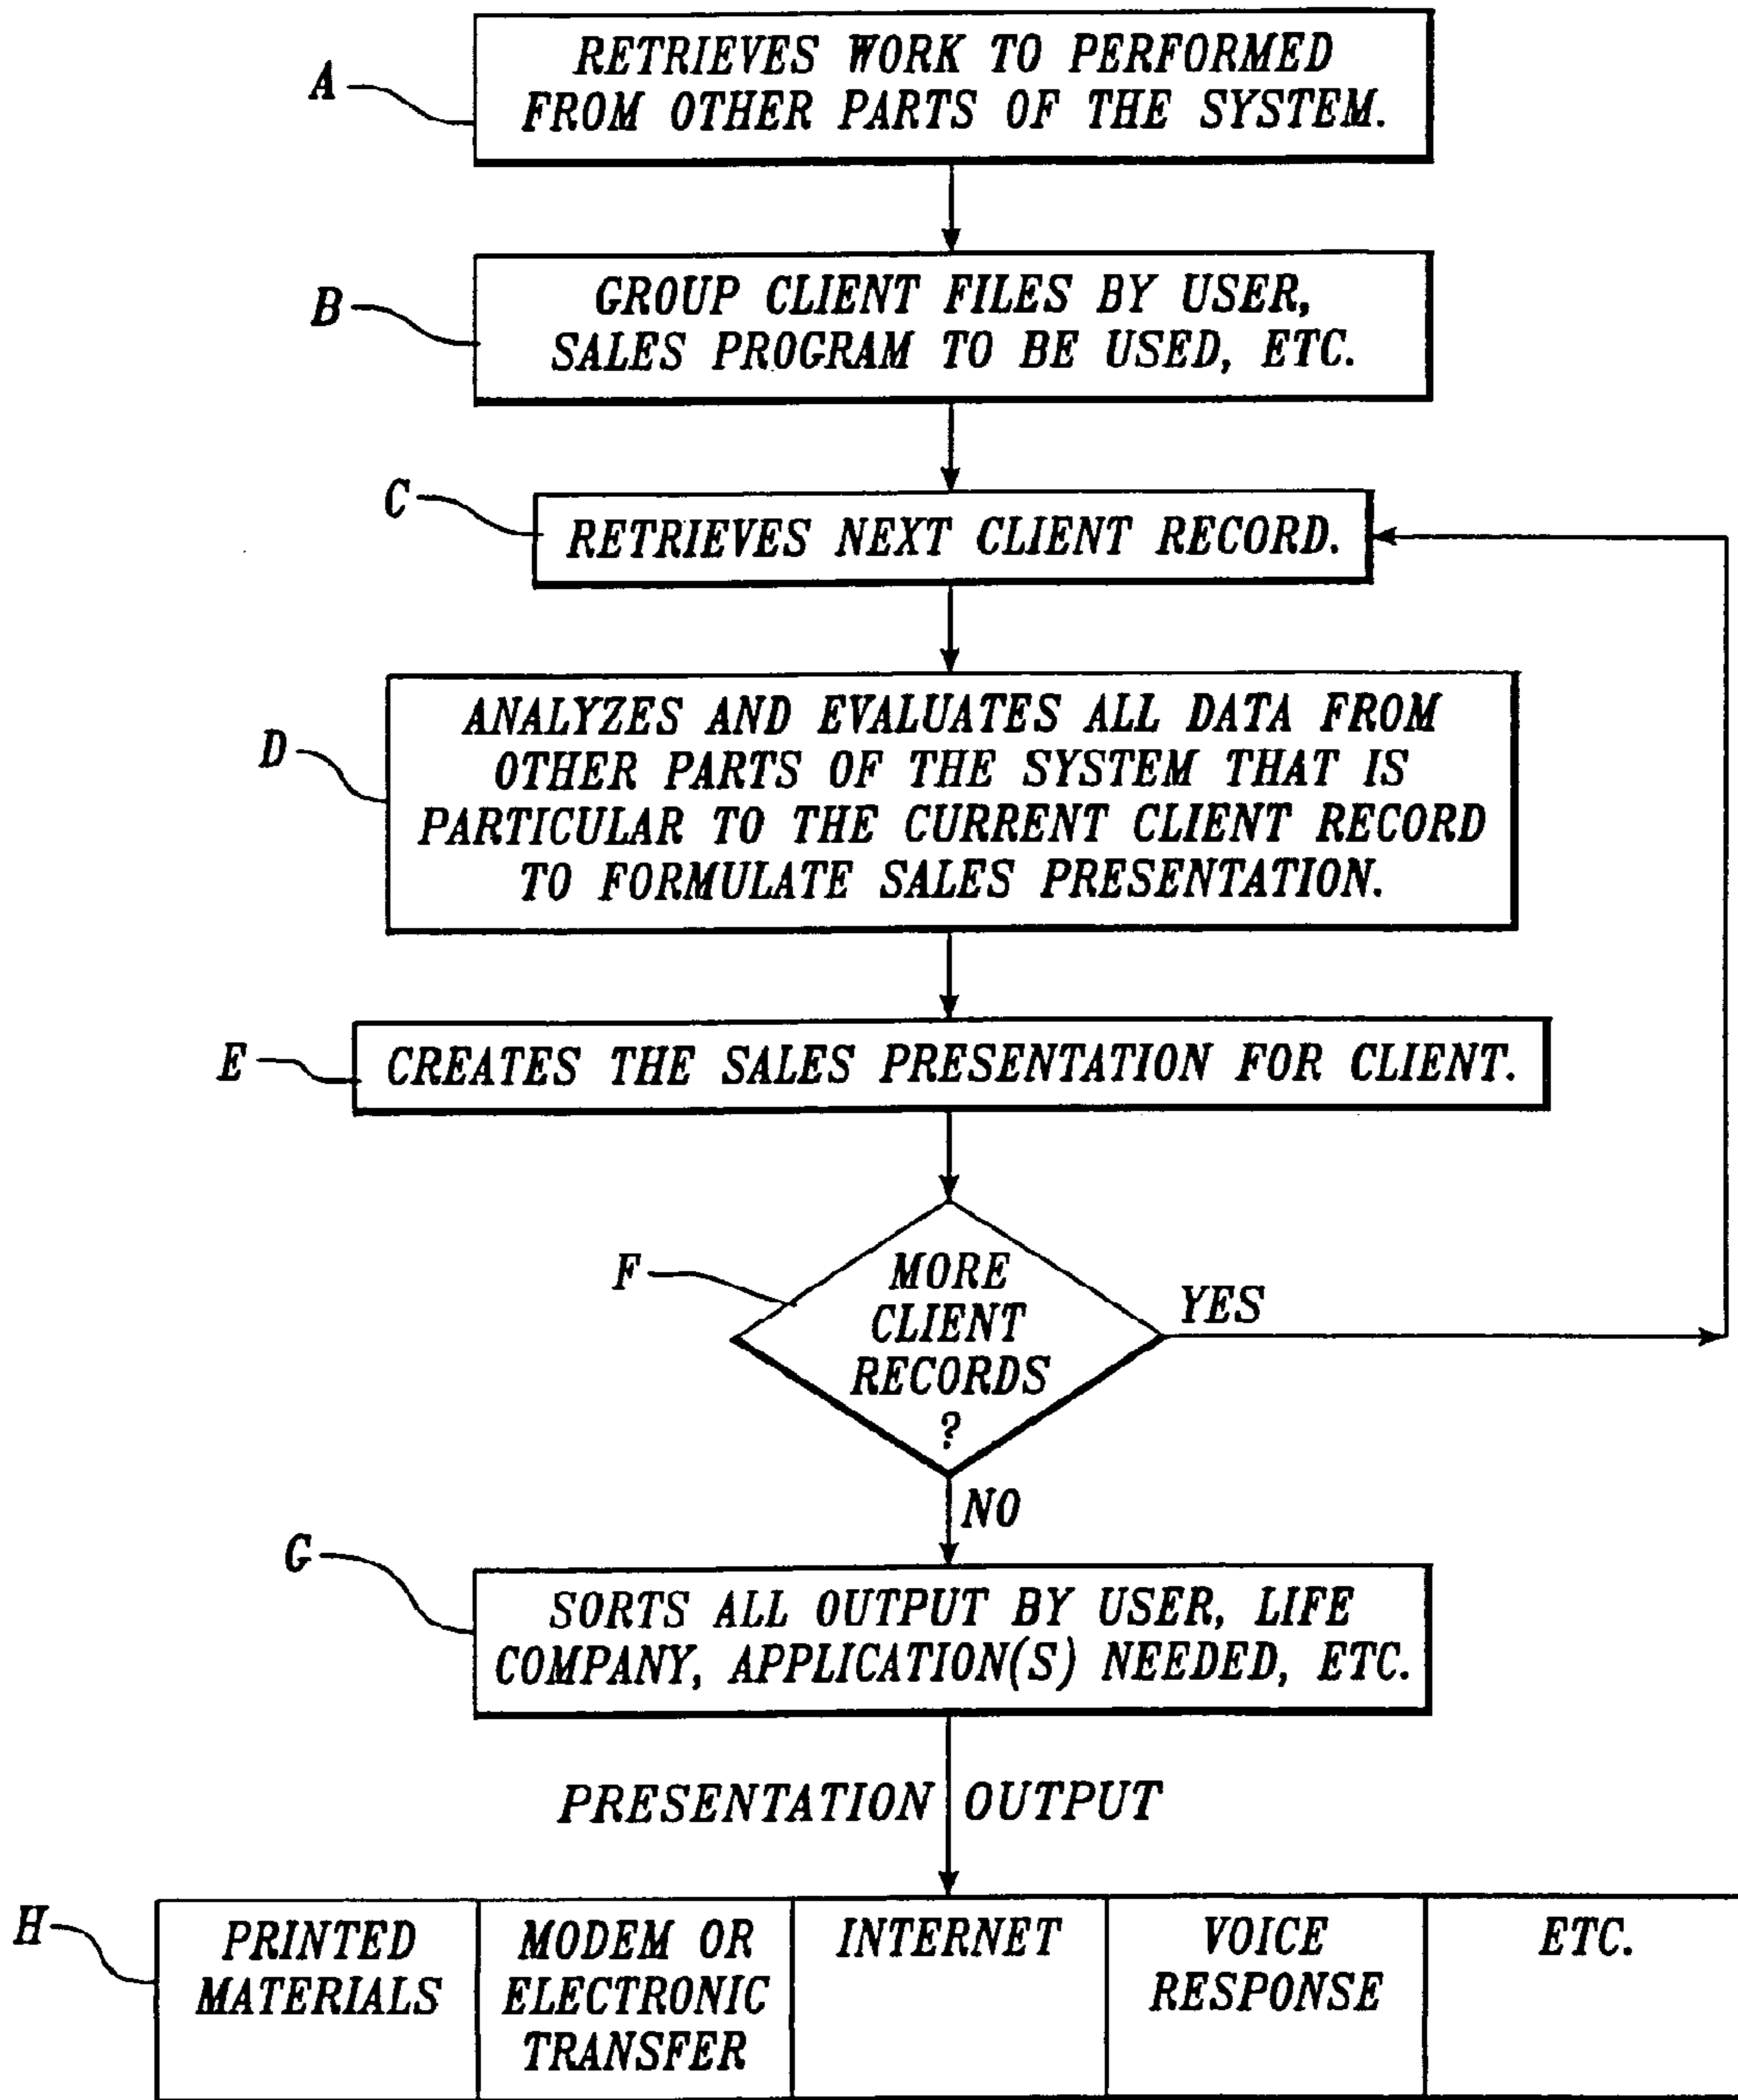 A
RETRIEVES WORK TO PERFORMED
FROM OTHER PARTS OF THE SYSTEM.
B
GROUP CLIENT FILES BY USER,
SALES PROGRAM TO BE USED, ETC.
C
RETRIEVES NEXT CLIENT RECORD.
D
ANALYZES AND EVALUATES ALL DATA FROM
OTHER PARTS OF THE SYSTEM THAT IS
PARTICULAR TO THE CURRENT CLIENT RECORD
TO FORMULATE SALES PRESENTATION.
E
CREATES THE SALES PRESENTATION FOR CLIENT.
F
MORE
CLIENT
RECORDS
?
YES
NO
G
SORTS ALL OUTPUT BY USER, LIFE
COMPANY, APPLICATION(S) NEEDED, ETC.
PRESENTATION OUTPUT
H
PRINTED
MATERIALS
MODEM OR
ELECTRONIC
TRANSFER
INTERNET
VOICE
RESPONSE
ETC.